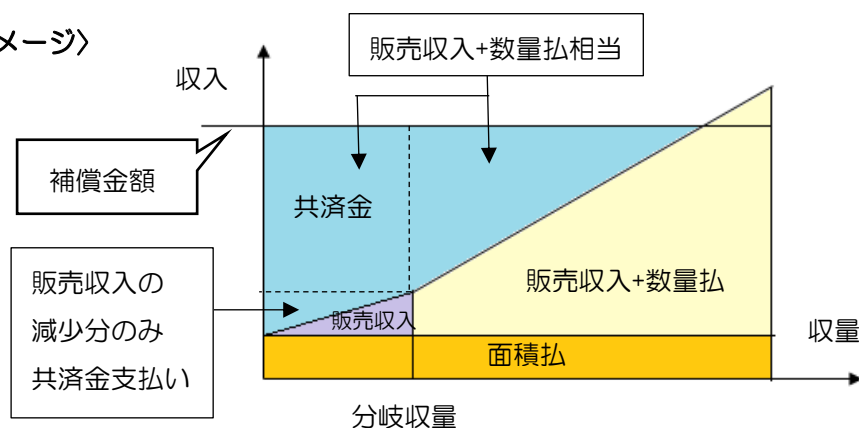 メージ〉
販売収入+数量払相当
収入
補償金額
共済金
販売収入の
減少分のみ
共済金支払い
販売収入+数量払
販売収入
収量
面積払
分岐収量